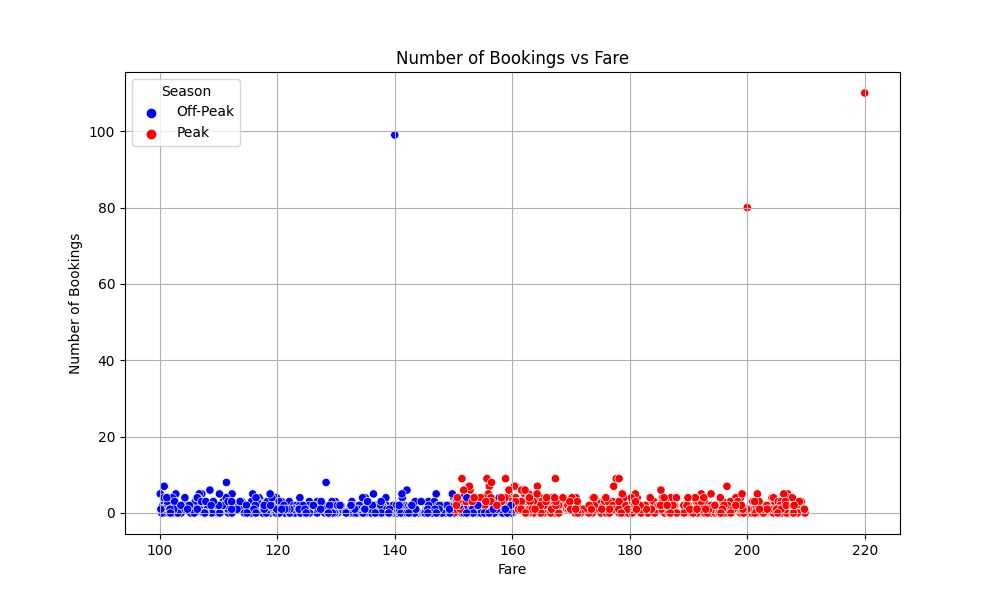 Number of Bookings vs Fare
Season
Off-Peak
Peak
Number of Bookings
100
80
60
40
20
0
100 120 140 160 180 200 220
Fare